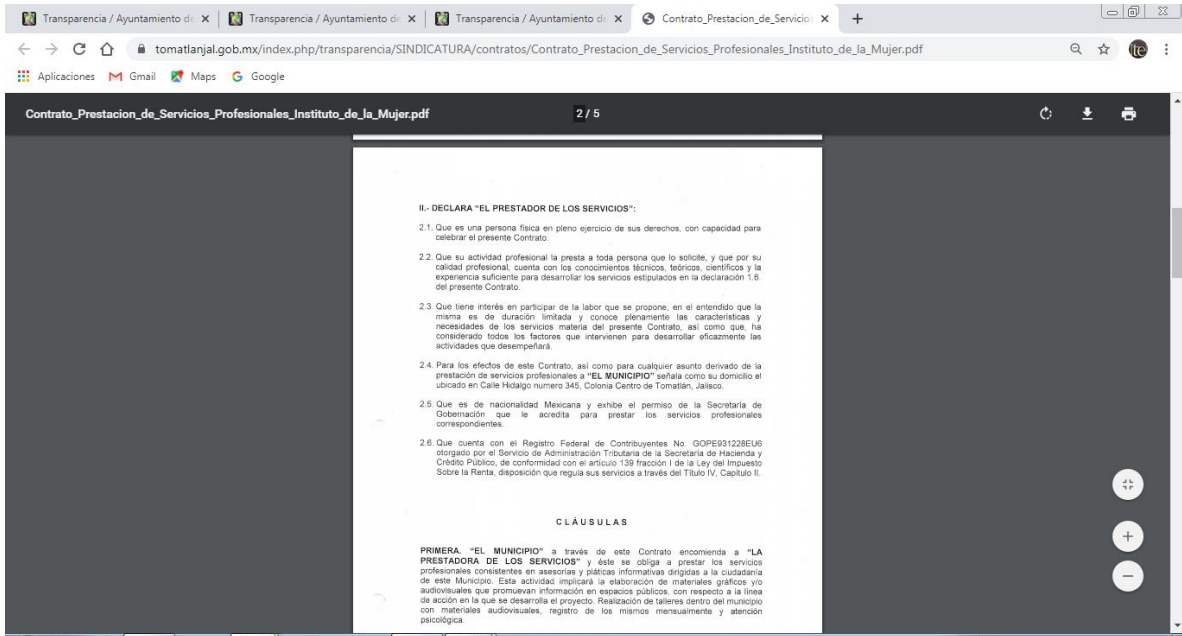 Transparencia / Ayuntamiento de
Transparencia / Ayuntamiento de
Transparencia / Ayuntamiento de
Contrato_Prestacion_de_Servicios
tomatlanjal.gob.mx/index.php/transparencia/SINDICATURA/contratos/Contrato_Prestacion_de_Servicios_Profesionales_Instituto_de_la_Mujer.pdf
ite
Aplicaciones Gmail Maps Google
Contrato_Prestacion_de_Servicios_Profesionales_Instituto_de_la_Mujer.pdf 2 / 5
II.- DECLARA “EL PRESTADOR DE LOS SERVICIOS”:
2.1. Que es una persona física en pleno ejercicio de sus derechos, con capacidad para
celebrar el presente Contrato.
2.2. Que su actividad profesional la presta a toda persona que lo solicite, y que por su
calidad profesional, cuenta con los conocimientos técnicos, teóricos, científicos y la
experiencia suficiente para desarrollar los servicios estipulados en la declaración 1.6.
del presente Contrato.
2.3. Que tiene interés en participar de la labor que se propone, en el entendido que la
misma es de duración limitada y conoce plenamente las características y
necesidades de los servicios materia del presente Contrato, así como que, ha
considerado todos los factores que intervienen para desarrollar eficazmente las
actividades que desempeñará.
2.4. Para los efectos de este Contrato, así como para cualquier asunto derivado de la
prestación de servicios profesionales a “EL MUNICIPIO” señala como su domicilio el
ubicado en Calle Hidalgo numero 345, Colonia Centro de Tomatlán, Jalisco.
2.5. Que es de nacionalidad Mexicana y exhibe el permiso de la Secretaría de
Gobernación que le acredita para prestar los servicios profesionales
correspondientes.
2.6. Que cuenta con el Registro Federal de Contribuyentes No. GOPE931228EU6
otorgado por el Servicio de Administración Tributaria de la Secretaría de Hacienda y
Crédito Público, de conformidad con el artículo 139 fracción I de la Ley del Impuesto
Sobre la Renta, disposición que regula sus servicios a través del Título IV, Capítulo II.
CLÁUSULAS
PRIMERA. “EL MUNICIPIO” a través de este Contrato encomienda a “LA
PRESTADORA DE LOS SERVICIOS” y éste se obliga a prestar los servicios
profesionales consistentes en asesorías y pláticas informativas dirigidas a la ciudadanía
de este Municipio. Esta actividad implicará la elaboración de materiales gráficos y/o
audiovisuales que promuevan información en espacios públicos, con respecto a la línea
de acción en la que se desarrolla el proyecto. Realización de talleres dentro del municipio
con materiales audiovisuales, registro de los mismos mensualmente y atención
psicológica.